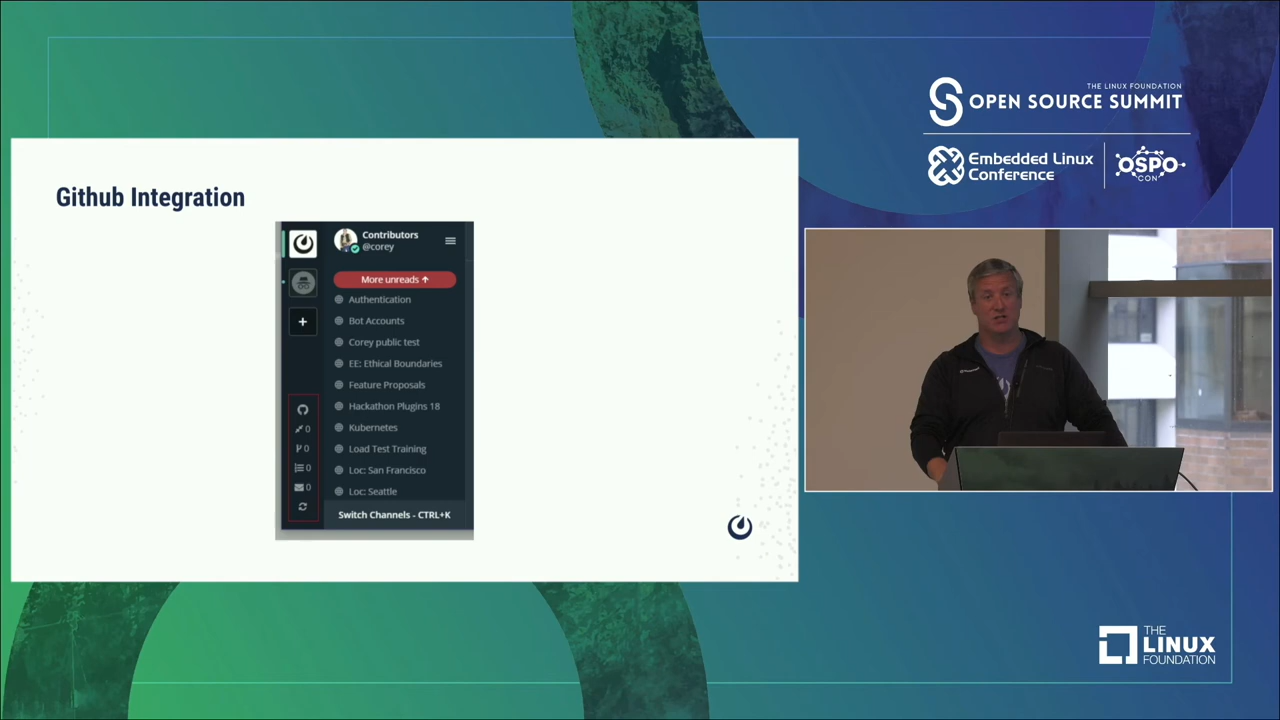 THE LINUX FOUNDATION
OPEN SOURCE SUMMIT
Embedded Linux
Conference
OSPO
CON
Github Integration
Contributors
@corey
More unreads ↑
Authentication
Bot Accounts
Corey public test
EE: Ethical Boundaries
Feature Proposals
Hackathon Plugins 18
Kubernetes
Load Test Training
Loc: San Francisco
Loc: Seattle
Switch Channels - CTRL+K
+
0
0
0
0
THE
LINUX
FOUNDATION